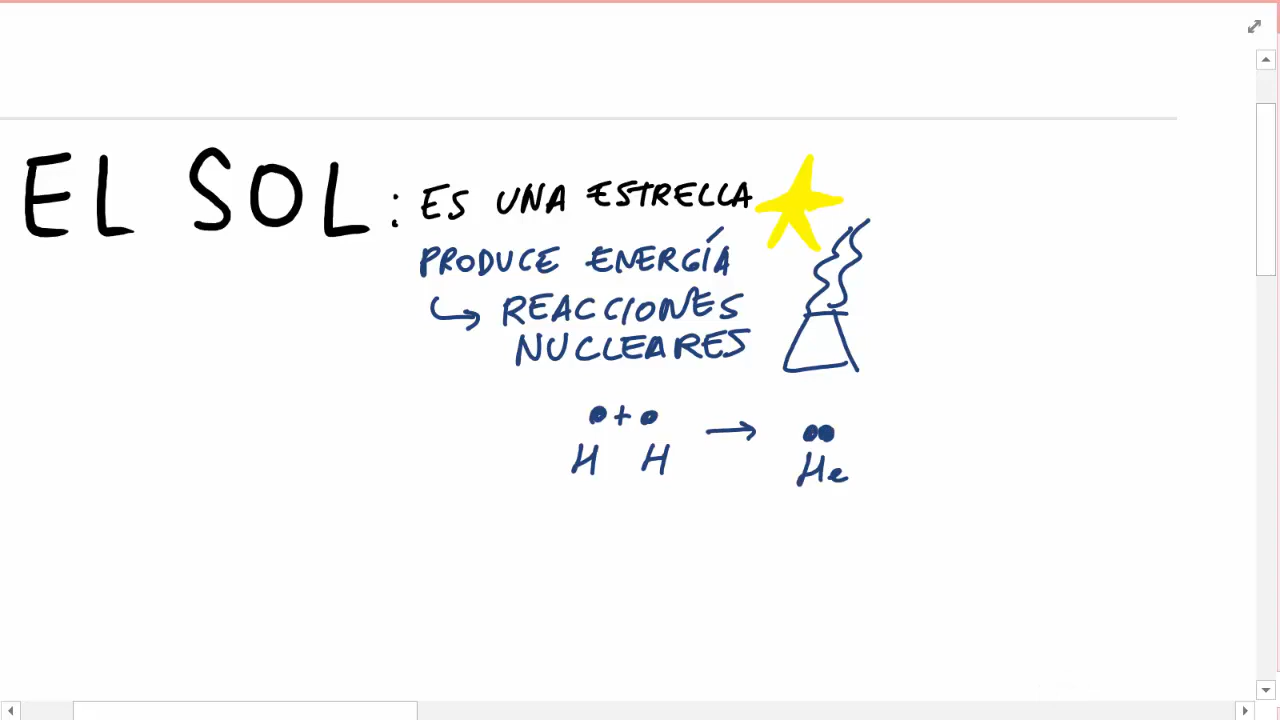 EL SOL: ES UNA ESTRELLA
PRODUCE ENERGÍA
↳ REACCIONES
NUCLEARES
+ →
H H He